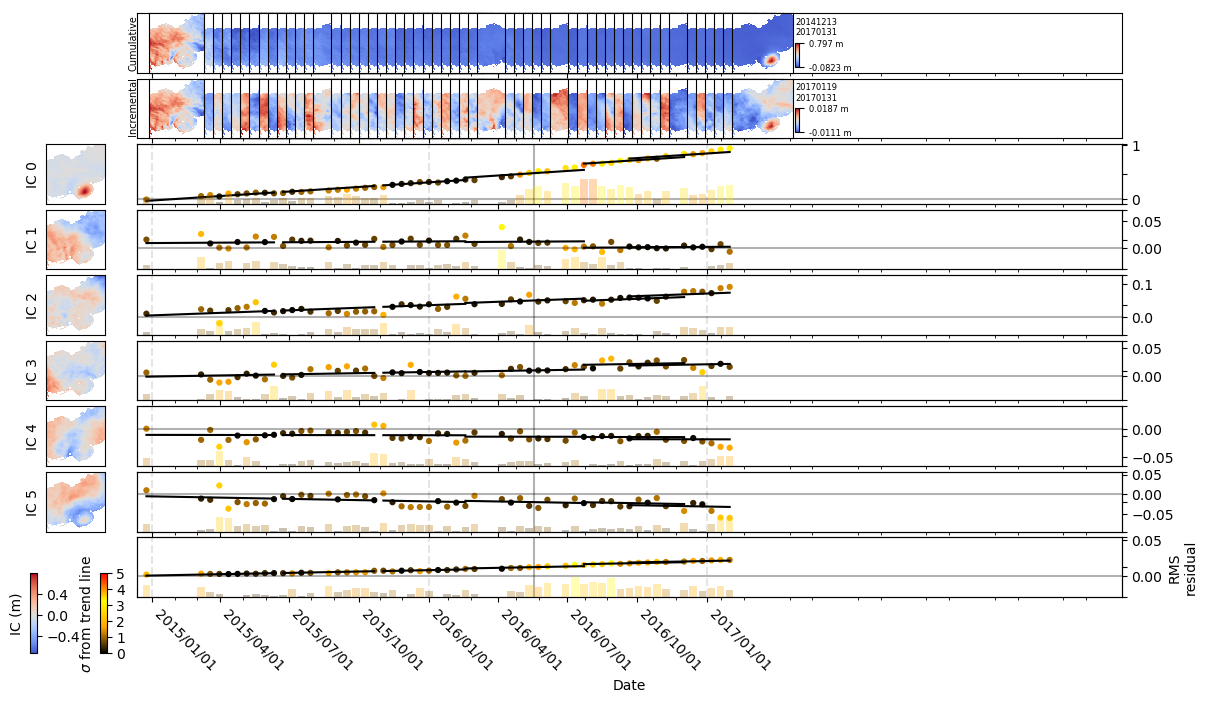 Cumulative
20141213
20170131
0.797 m
-0.0823 m
Incremental
20170119
20170131
0.0187 m
-0.0111 m
IC 0
1
0
IC 1
0.05
0.00
IC 2
0.1
0.0
IC 3
0.05
0.00
IC 4
0.00
−0.05
IC 5
0.05
0.00
−0.05
0.05
0.00
RMS
residual
IC (m)
0.4
0.0
−0.4
σ from trend line
5
4
3
2
1
0
2015/01/01
2015/04/01
2015/07/01
2015/10/01
2016/01/01
2016/04/01
2016/07/01
2016/10/01
2017/01/01
Date